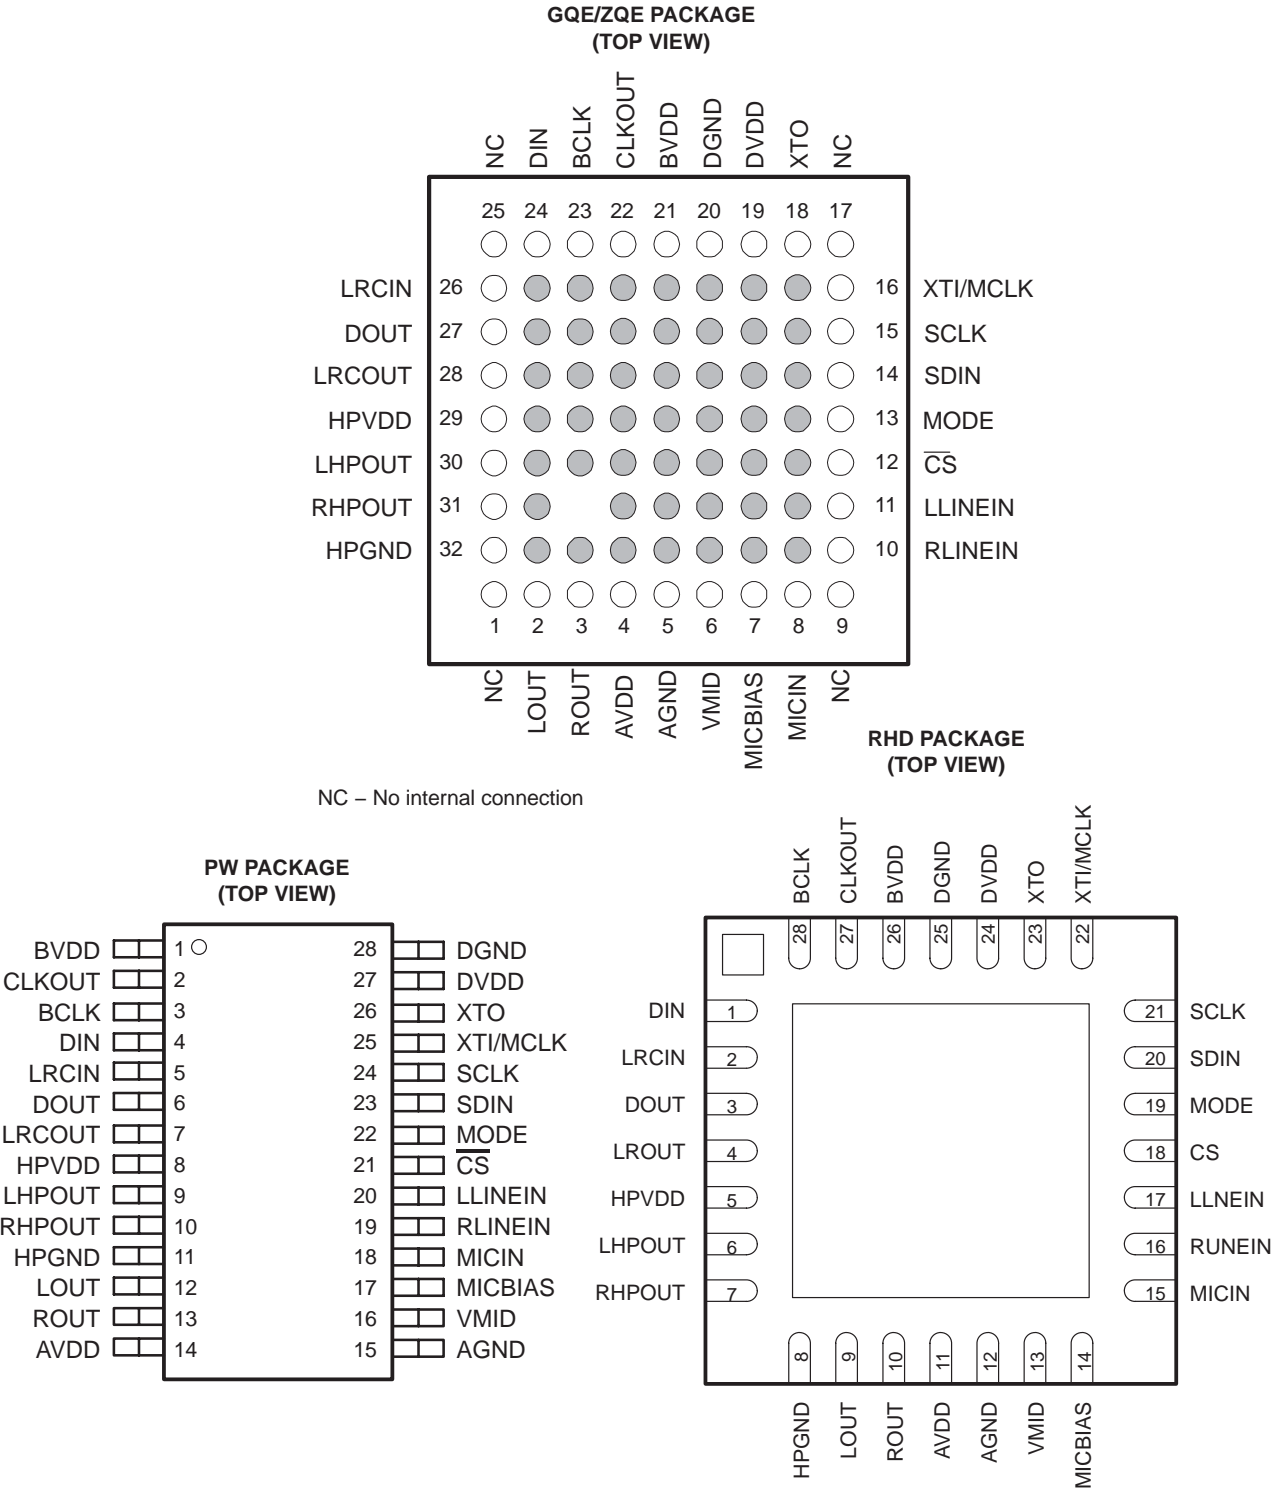 GQE/ZQE PACKAGE
(TOP VIEW)
NC DIN BCLK CLKOUT BVDD DGND DVDD XTO NC
25 24 23 22 21 20 19 18 17
LRCIN 26 16 XTI/MCLK
DOUT 27 15 SCLK
LRCOUT 28 14 SDIN
HPVDD 29 13 MODE
LHPOUT 30 12 C̅S̅
RHPOUT 31 11 LLINEIN
HPGND 32 10 RLINEIN
1 2 3 4 5 6 7 8 9
NC LOUT ROUT AVDD AGND VMID MICBIAS MICIN NC
NC – No internal connection
PW PACKAGE
(TOP VIEW)
BVDD 1 28 DGND
CLKOUT 2 27 DVDD
BCLK 3 26 XTO
DIN 4 25 XTI/MCLK
LRCIN 5 24 SCLK
DOUT 6 23 SDIN
LRCOUT 7 22 MODE
HPVDD 8 21 C̅S̅
LHPOUT 9 20 LLINEIN
RHPOUT 10 19 RLINEIN
HPGND 11 18 MICIN
LOUT 12 17 MICBIAS
ROUT 13 16 VMID
AVDD 14 15 AGND
RHD PACKAGE
(TOP VIEW)
BCLK CLKOUT BVDD DGND DVDD XTO XTI/MCLK
28 27 26 25 24 23 22
DIN 1 21 SCLK
LRCIN 2 20 SDIN
DOUT 3 19 MODE
LROUT 4 18 CS
HPVDD 5 17 LLNEIN
LHPOUT 6 16 RUNEIN
RHPOUT 7 15 MICIN
8 9 10 11 12 13 14
HPGND LOUT ROUT AVDD AGND VMID MICBIAS